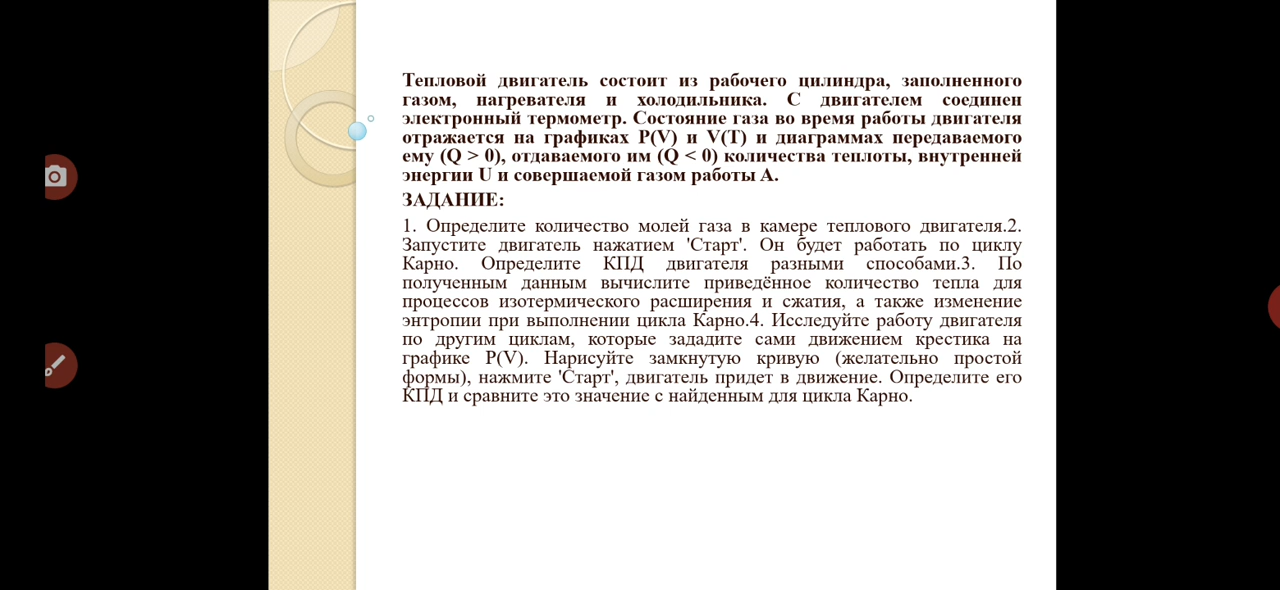 Тепловой двигатель состоит из рабочего цилиндра, заполненного
газом, нагревателя и холодильника. С двигателем соединен
электронный термометр. Состояние газа во время работы двигателя
отражается на графиках P(V) и V(T) и диаграммах передаваемого
ему (Q > 0), отдаваемого им (Q < 0) количества теплоты, внутренней
энергии U и совершаемой газом работы A.
ЗАДАНИЕ:
1. Определите количество молей газа в камере теплового двигателя.2.
Запустите двигатель нажатием 'Старт'. Он будет работать по циклу
Карно. Определите КПД двигателя разными способами.3. По
полученным данным вычислите приведённое количество тепла для
процессов изотермического расширения и сжатия, а также изменение
энтропии при выполнении цикла Карно.4. Исследуйте работу двигателя
по другим циклам, которые зададите сами движением крестика на
графике P(V). Нарисуйте замкнутую кривую (желательно простой
формы), нажмите 'Старт', двигатель придет в движение. Определите его
КПД и сравните это значение с найденным для цикла Карно.